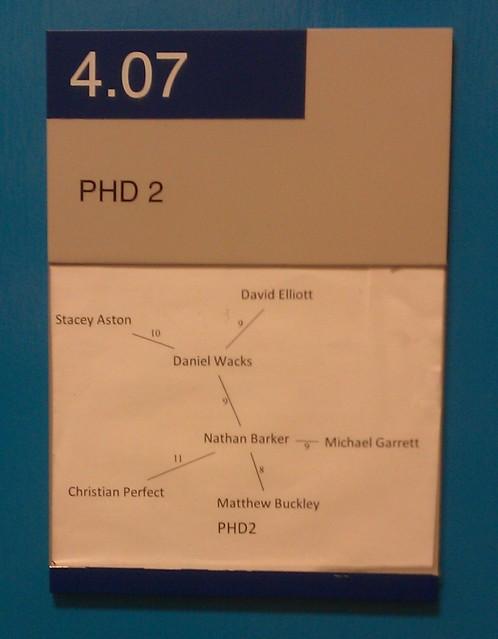 4.07
PHD 2
David Elliott
Stacey Aston
10
9
Daniel Wacks
9
Nathan Barker
9
Michael Garrett
11
8
Christian Perfect
Matthew Buckley
PHD2